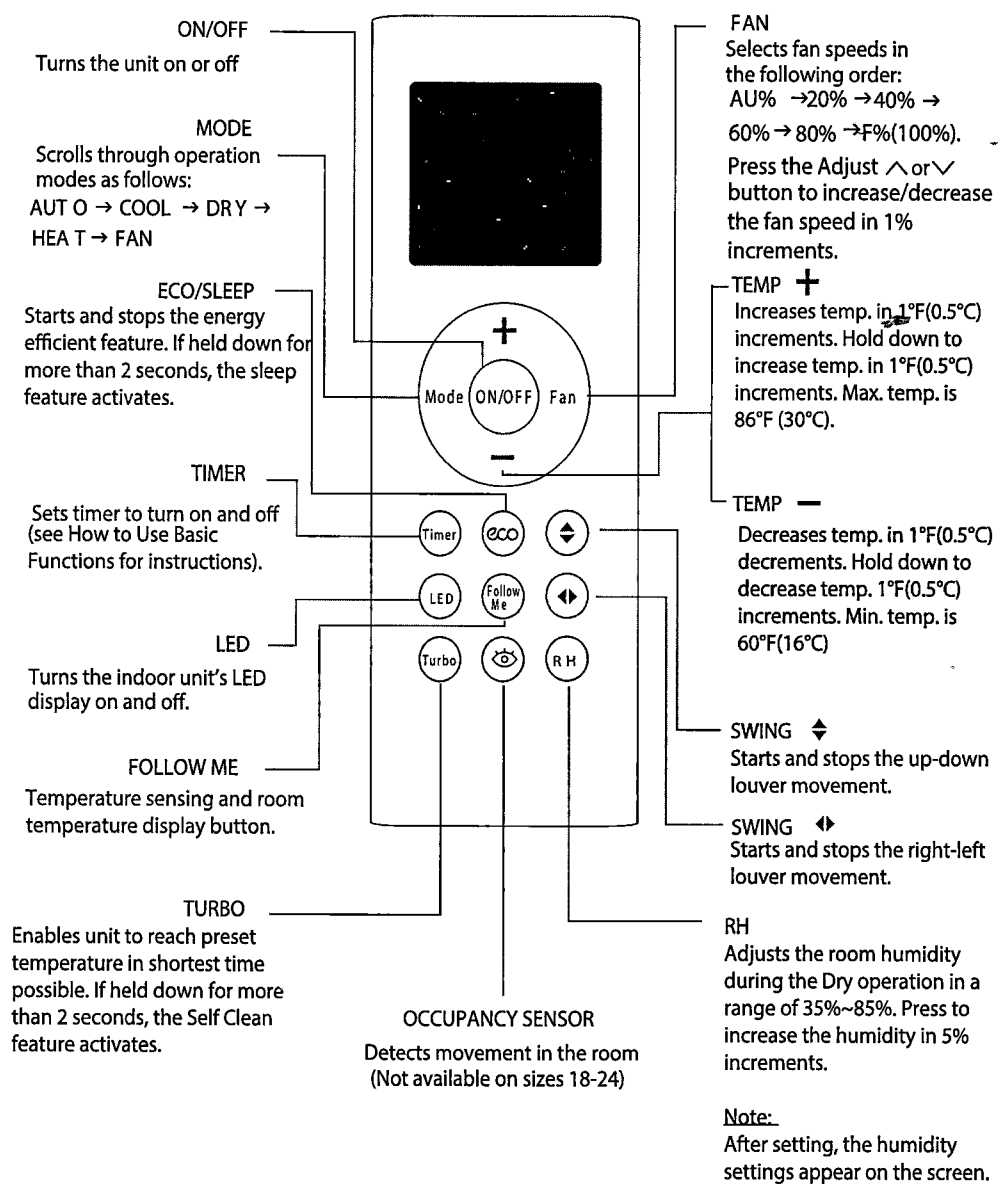 ON/OFF
Turns the unit on or off
MODE
Scrolls through operation
modes as follows:
AUT O → COOL → DR Y →
HEA T → FAN
ECO/SLEEP
Starts and stops the energy
efficient feature. If held down for
more than 2 seconds, the sleep
feature activates.
TIMER
Sets timer to turn on and off
(see How to Use Basic
Functions for instructions).
LED
Turns the indoor unit's LED
display on and off.
FOLLOW ME
Temperature sensing and room
temperature display button.
TURBO
Enables unit to reach preset
temperature in shortest time
possible. If held down for more
than 2 seconds, the Self Clean
feature activates.
+
Mode ON/OFF Fan
−
Timer eco
LED Follow
Me
Turbo RH
OCCUPANCY SENSOR
Detects movement in the room
(Not available on sizes 18-24)
FAN
Selects fan speeds in
the following order:
AU% →20% →40% →
60% → 80% →F%(100%).
Press the Adjust ∧ or ∨
button to increase/decrease
the fan speed in 1%
increments.
TEMP +
Increases temp. in 1°F(0.5°C)
increments. Hold down to
increase temp. in 1°F(0.5°C)
increments. Max. temp. is
86°F (30°C).
TEMP −
Decreases temp. in 1°F(0.5°C)
decrements. Hold down to
decrease temp. 1°F(0.5°C)
increments. Min. temp. is
60°F(16°C)
SWING
Starts and stops the up-down
louver movement.
SWING
Starts and stops the right-left
louver movement.
RH
Adjusts the room humidity
during the Dry operation in a
range of 35%~85%. Press to
increase the humidity in 5%
increments.
Note:
After setting, the humidity
settings appear on the screen.